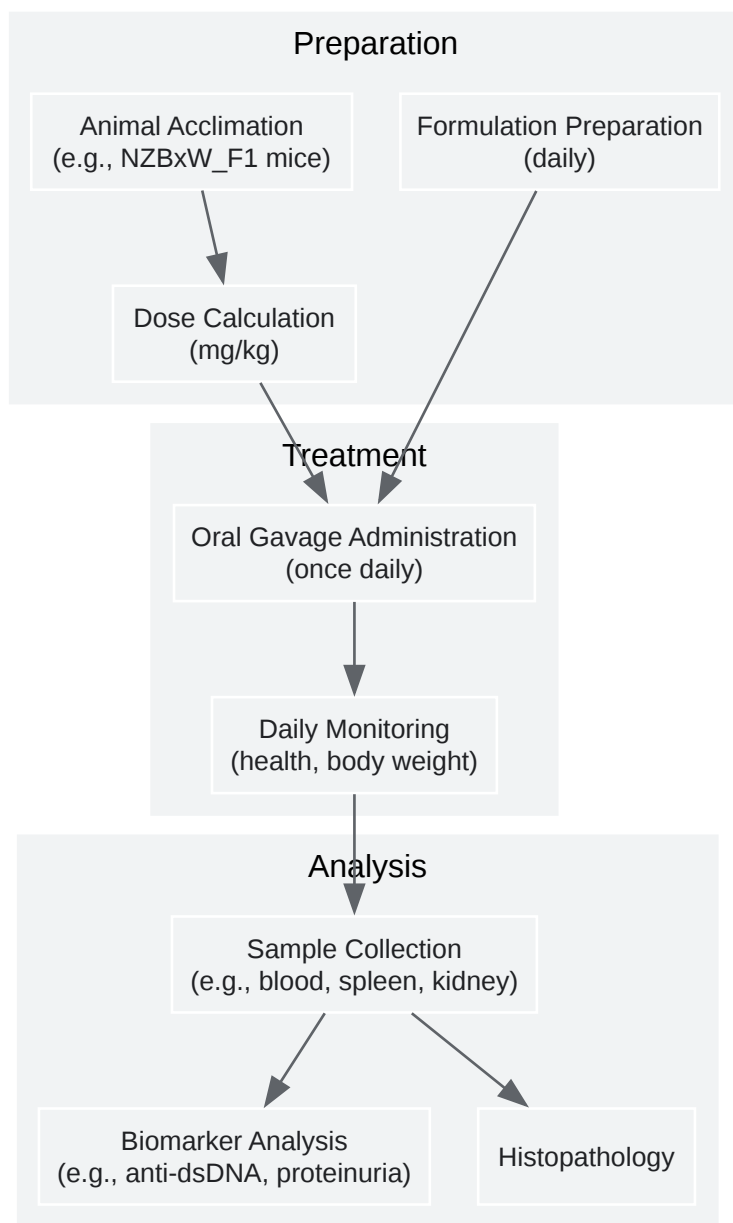 Preparation
Animal Acclimation
(e.g., NZBxW_F1 mice)
Formulation Preparation
(daily)
Dose Calculation
(mg/kg)
Treatment
Oral Gavage Administration
(once daily)
Daily Monitoring
(health, body weight)
Analysis
Sample Collection
(e.g., blood, spleen, kidney)
Biomarker Analysis
(e.g., anti-dsDNA, proteinuria)
Histopathology